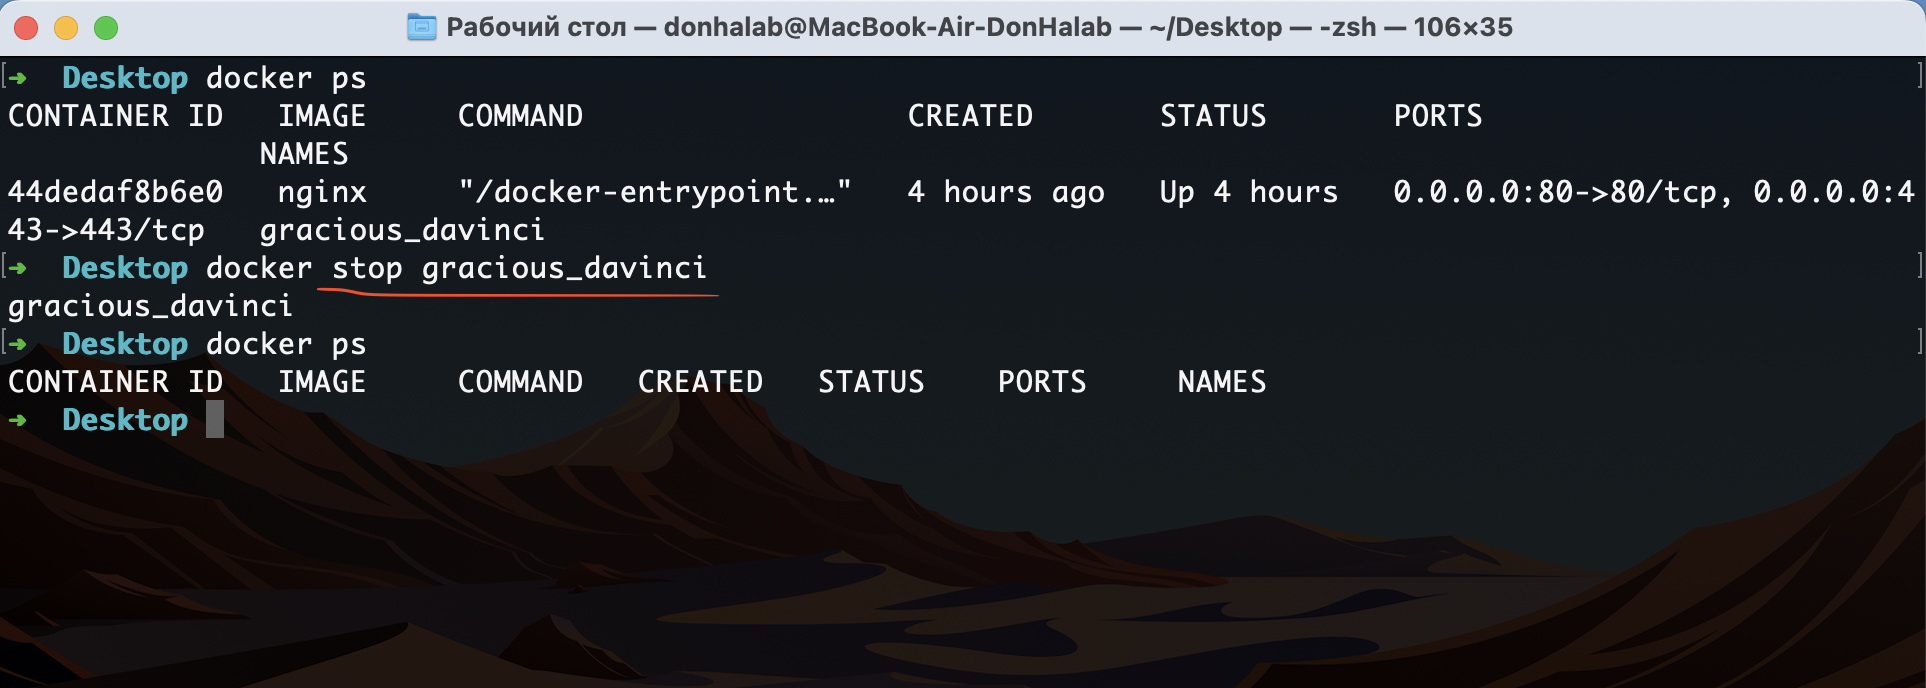 Рабочий стол — donhalab@MacBook-Air-DonHalab — ~/Desktop — -zsh — 106×35
[➜  Desktop docker ps ]
CONTAINER ID   IMAGE     COMMAND                  CREATED       STATUS       PORTS
              NAMES
44dedaf8b6e0   nginx     "/docker-entrypoint.…"   4 hours ago   Up 4 hours   0.0.0.0:80->80/tcp, 0.0.0.0:4
43->443/tcp   gracious_davinci
[➜  Desktop docker stop gracious_davinci ]
gracious_davinci
[➜  Desktop docker ps ]
CONTAINER ID   IMAGE     COMMAND   CREATED   STATUS    PORTS     NAMES
➜  Desktop